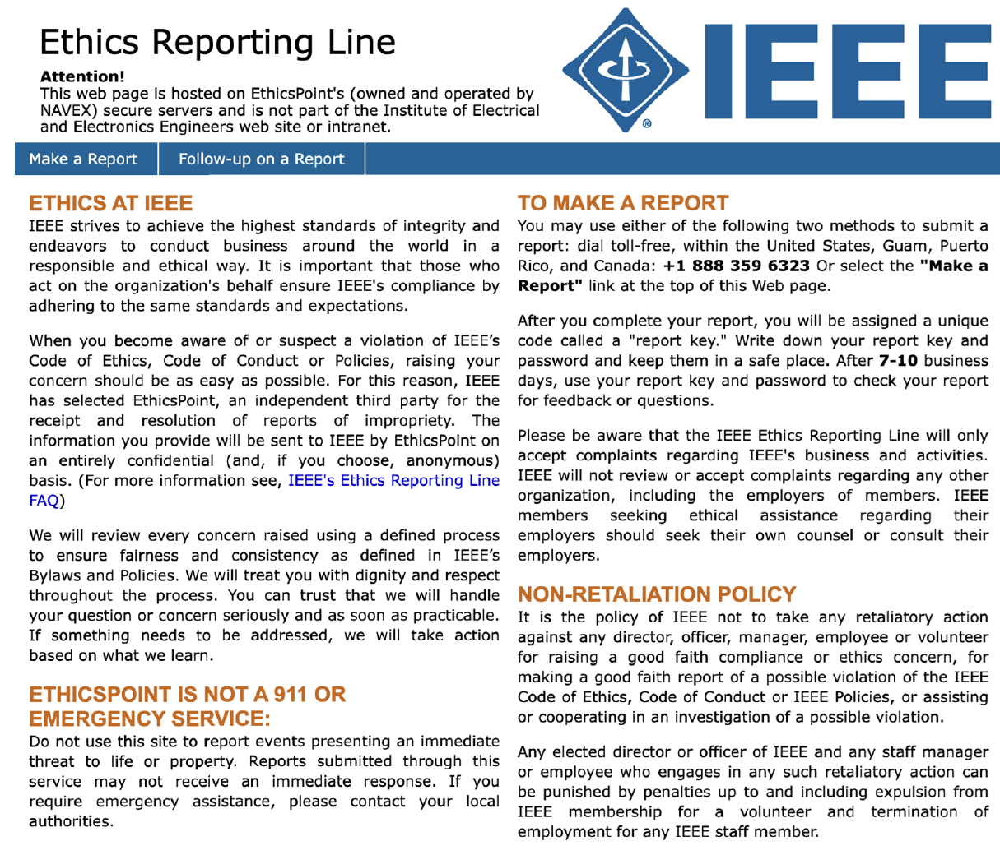 Ethics Reporting Line
Attention!
This web page is hosted on EthicsPoint's (owned and operated by
NAVEX) secure servers and is not part of the Institute of Electrical
and Electronics Engineers web site or intranet.
IEEE
®
Make a Report
Follow-up on a Report
ETHICS AT IEEE
IEEE strives to achieve the highest standards of integrity and
endeavors to conduct business around the world in a
responsible and ethical way. It is important that those who
act on the organization's behalf ensure IEEE's compliance by
adhering to the same standards and expectations.
When you become aware of or suspect a violation of IEEE’s
Code of Ethics, Code of Conduct or Policies, raising your
concern should be as easy as possible. For this reason, IEEE
has selected EthicsPoint, an independent third party for the
receipt and resolution of reports of impropriety. The
information you provide will be sent to IEEE by EthicsPoint on
an entirely confidential (and, if you choose, anonymous)
basis. (For more information see, IEEE's Ethics Reporting Line
FAQ)
We will review every concern raised using a defined process
to ensure fairness and consistency as defined in IEEE’s
Bylaws and Policies. We will treat you with dignity and respect
throughout the process. You can trust that we will handle
your question or concern seriously and as soon as practicable.
If something needs to be addressed, we will take action
based on what we learn.
ETHICSPOINT IS NOT A 911 OR
EMERGENCY SERVICE:
Do not use this site to report events presenting an immediate
threat to life or property. Reports submitted through this
service may not receive an immediate response. If you
require emergency assistance, please contact your local
authorities.
TO MAKE A REPORT
You may use either of the following two methods to submit a
report: dial toll-free, within the United States, Guam, Puerto
Rico, and Canada: +1 888 359 6323 Or select the "Make a
Report" link at the top of this Web page.
After you complete your report, you will be assigned a unique
code called a "report key." Write down your report key and
password and keep them in a safe place. After 7-10 business
days, use your report key and password to check your report
for feedback or questions.
Please be aware that the IEEE Ethics Reporting Line will only
accept complaints regarding IEEE's business and activities.
IEEE will not review or accept complaints regarding any other
organization, including the employers of members. IEEE
members seeking ethical assistance regarding their
employers should seek their own counsel or consult their
employers.
NON-RETALIATION POLICY
It is the policy of IEEE not to take any retaliatory action
against any director, officer, manager, employee or volunteer
for raising a good faith compliance or ethics concern, for
making a good faith report of a possible violation of the IEEE
Code of Ethics, Code of Conduct or IEEE Policies, or assisting
or cooperating in an investigation of a possible violation.
Any elected director or officer of IEEE and any staff manager
or employee who engages in any such retaliatory action can
be punished by penalties up to and including expulsion from
IEEE membership for a volunteer and termination of
employment for any IEEE staff member.